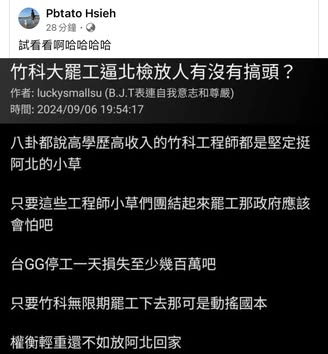 Pbtato Hsieh
28分鐘 ·
試看看啊哈哈哈哈
竹科大罷工逼北檢放人有沒有搞頭？
作者: luckysmallsu (B.J.T表連自我意志和尊嚴)
時間: 2024/09/06 19:54:17
八卦都說高學歷高收入的竹科工程師都是堅定挺
阿北的小草
只要這些工程師小草們團結起來罷工那政府應該
會怕吧
台GG停工一天損失至少幾百萬吧
只要竹科無限期罷工下去那可是動搖國本
權衡輕重還不如放阿北回家